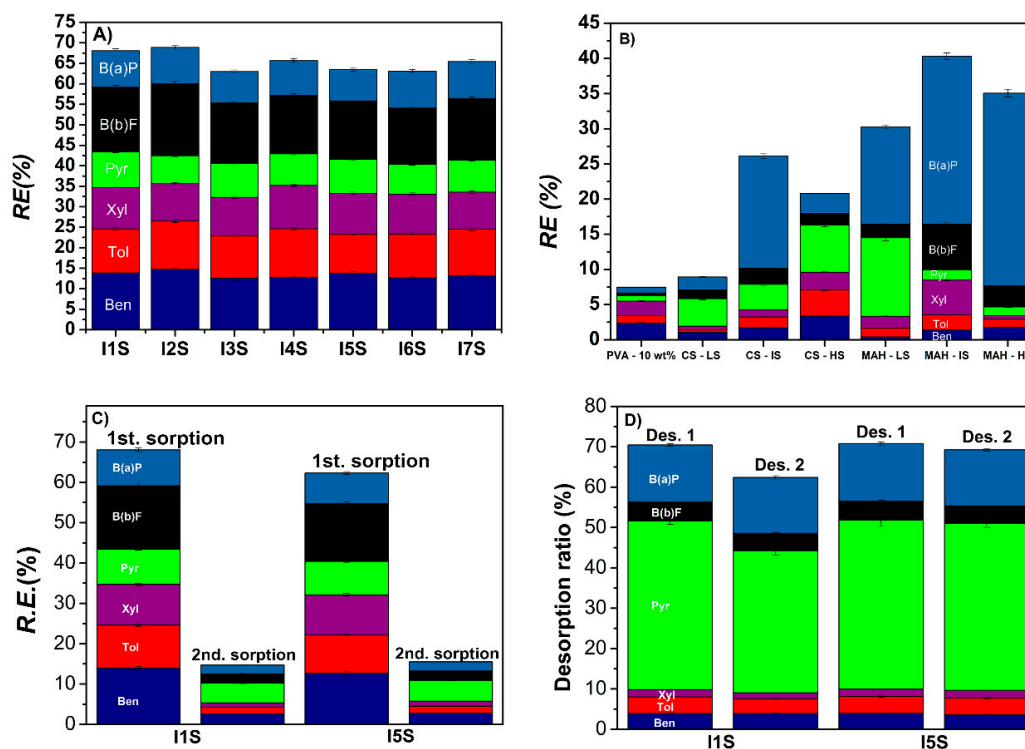 A)
RE(%)
75
70
65
60
55
50
45
40
35
30
25
20
15
10
5
0
B(a)P
B(b)F
Pyr
Xyl
Tol
Ben
I1S I2S I3S I4S I5S I6S I7S
B)
RE (%)
45
40
35
30
25
20
15
10
5
0
B(a)P
B(b)F
Pyr
Xyl
Tol
Ben
PVA - 10 wt% CS - LS CS - IS CS - HS MAH - LS MAH - IS MAH - H
C)
R.E.(%)
70
60
50
40
30
20
10
0
1st. sorption
1st. sorption
B(a)P
B(b)F
Pyr
Xyl
Tol
Ben
2nd. sorption
2nd. sorption
I1S I5S
D)
Desorption ratio (%)
80
70
60
50
40
30
20
10
0
Des. 1 Des. 2 Des. 1 Des. 2
B(a)P
B(b)F
Pyr
Xyl
Tol
Ben
I1S I5S